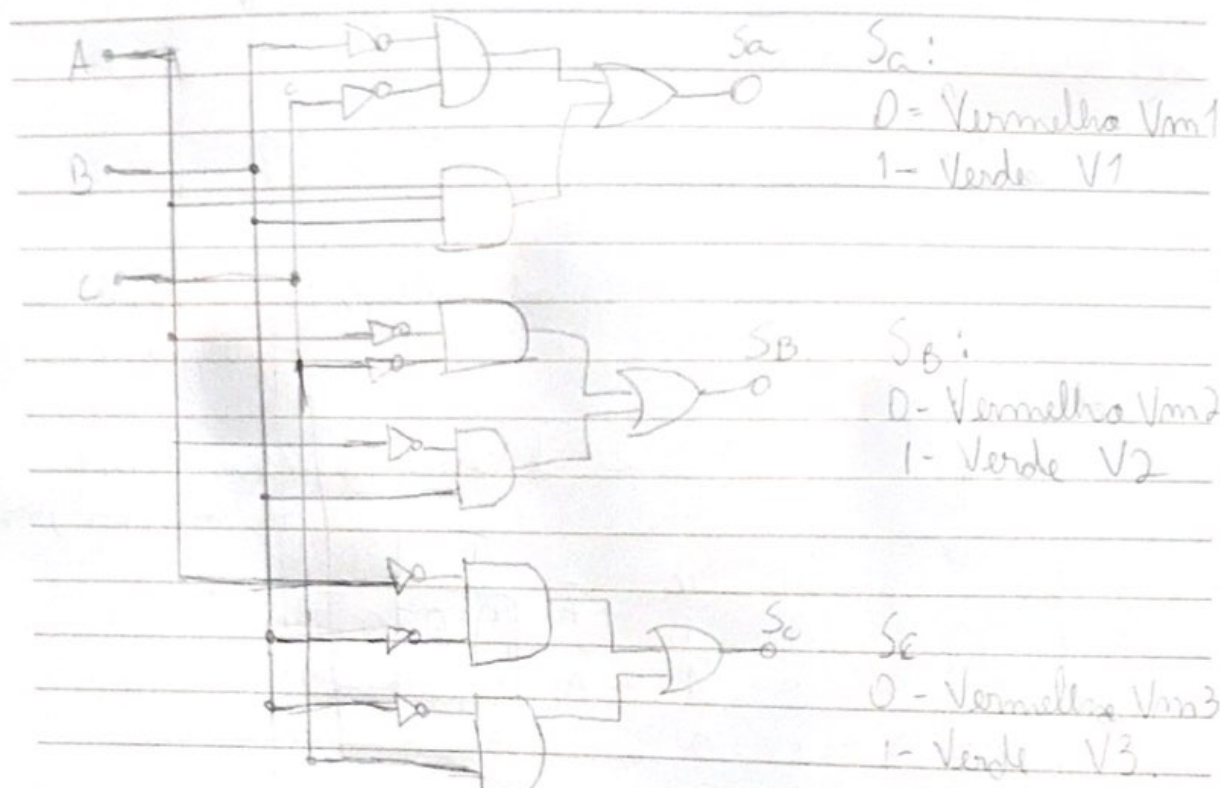 A
B
C
Sa
SB
Sc
Sa:
0= Vermelho Vm1
1- Verde V1
SB:
0- Vermelho Vm2
1- Verde V2
Sc
0- Vermelho Vm3
1- Verde V3.